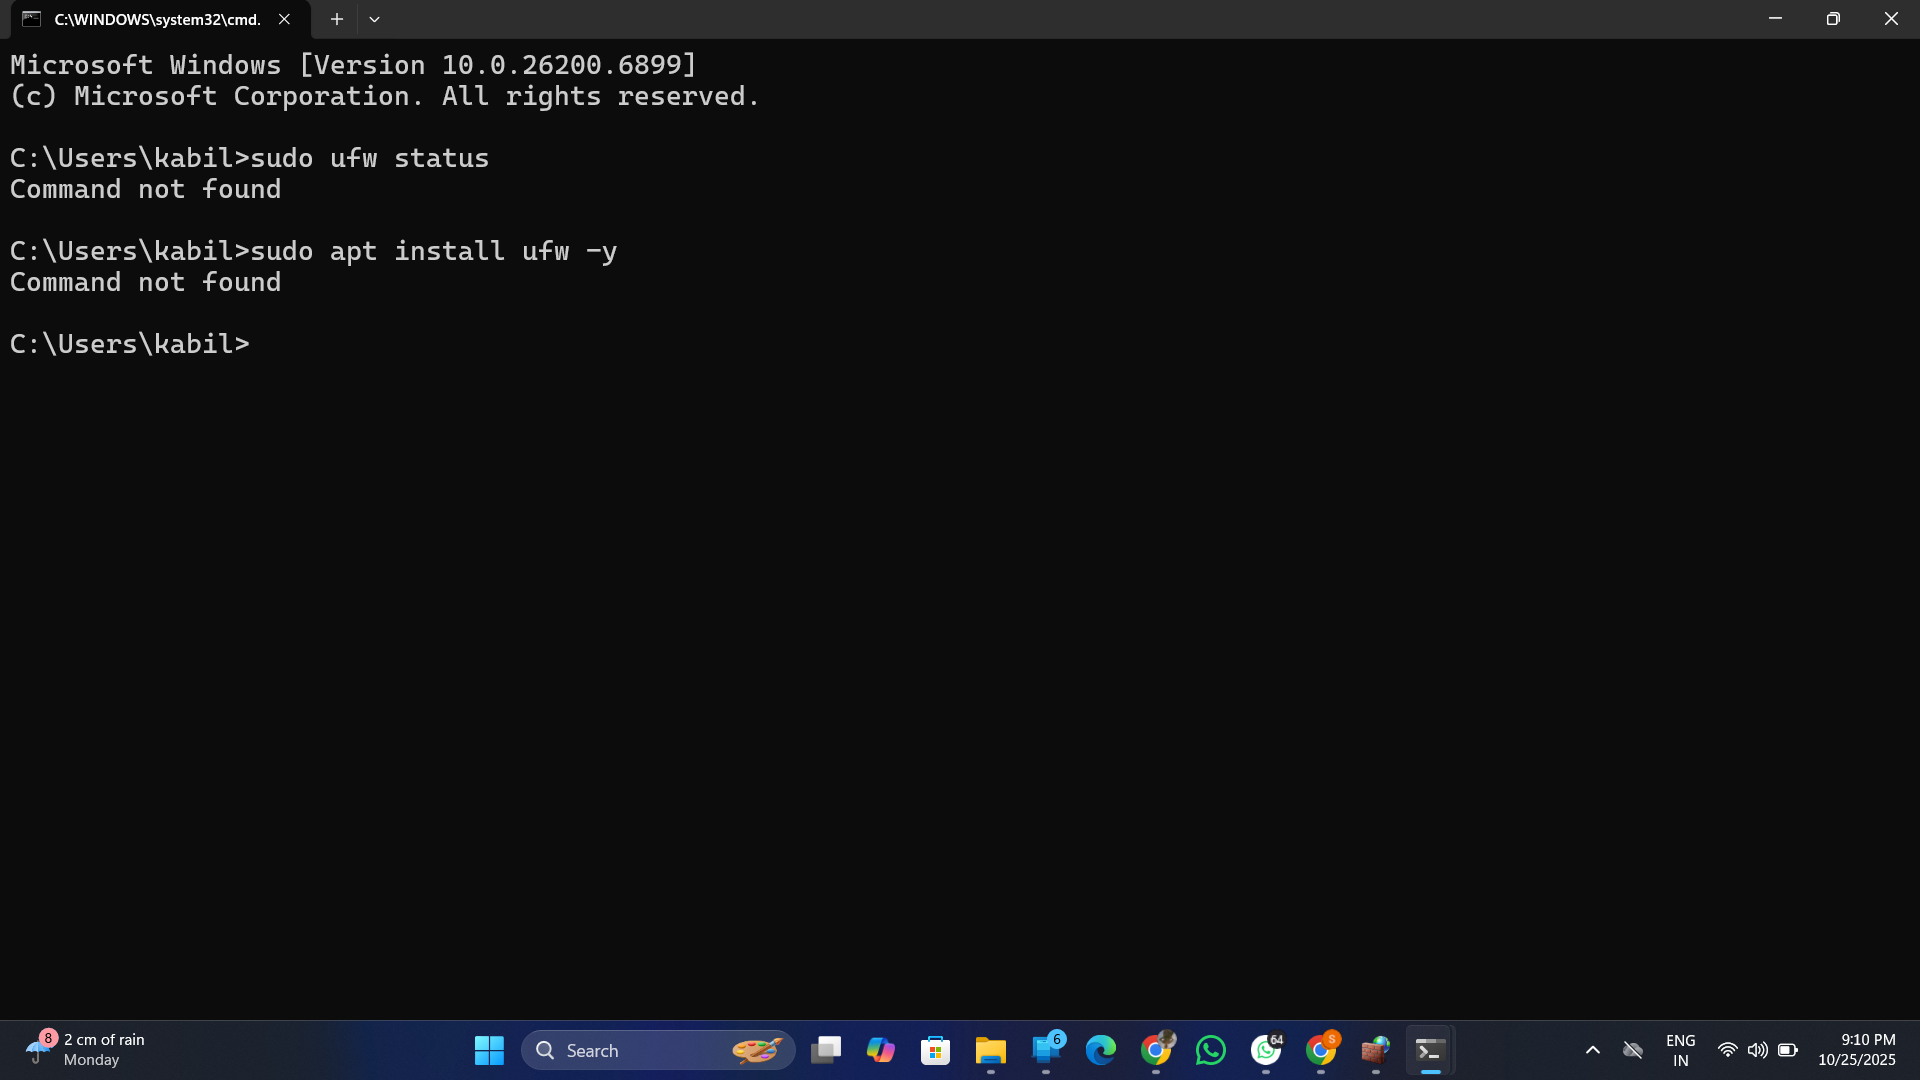 C:\WINDOWS\system32\cmd.
Microsoft Windows [Version 10.0.26200.6899]
(c) Microsoft Corporation. All rights reserved.
C:\Users\kabil>sudo ufw status
Command not found
C:\Users\kabil>sudo apt install ufw -y
Command not found
C:\Users\kabil>
8
2 cm of rain
Monday
Search
6
64
S
ENG
IN
9:10 PM
10/25/2025